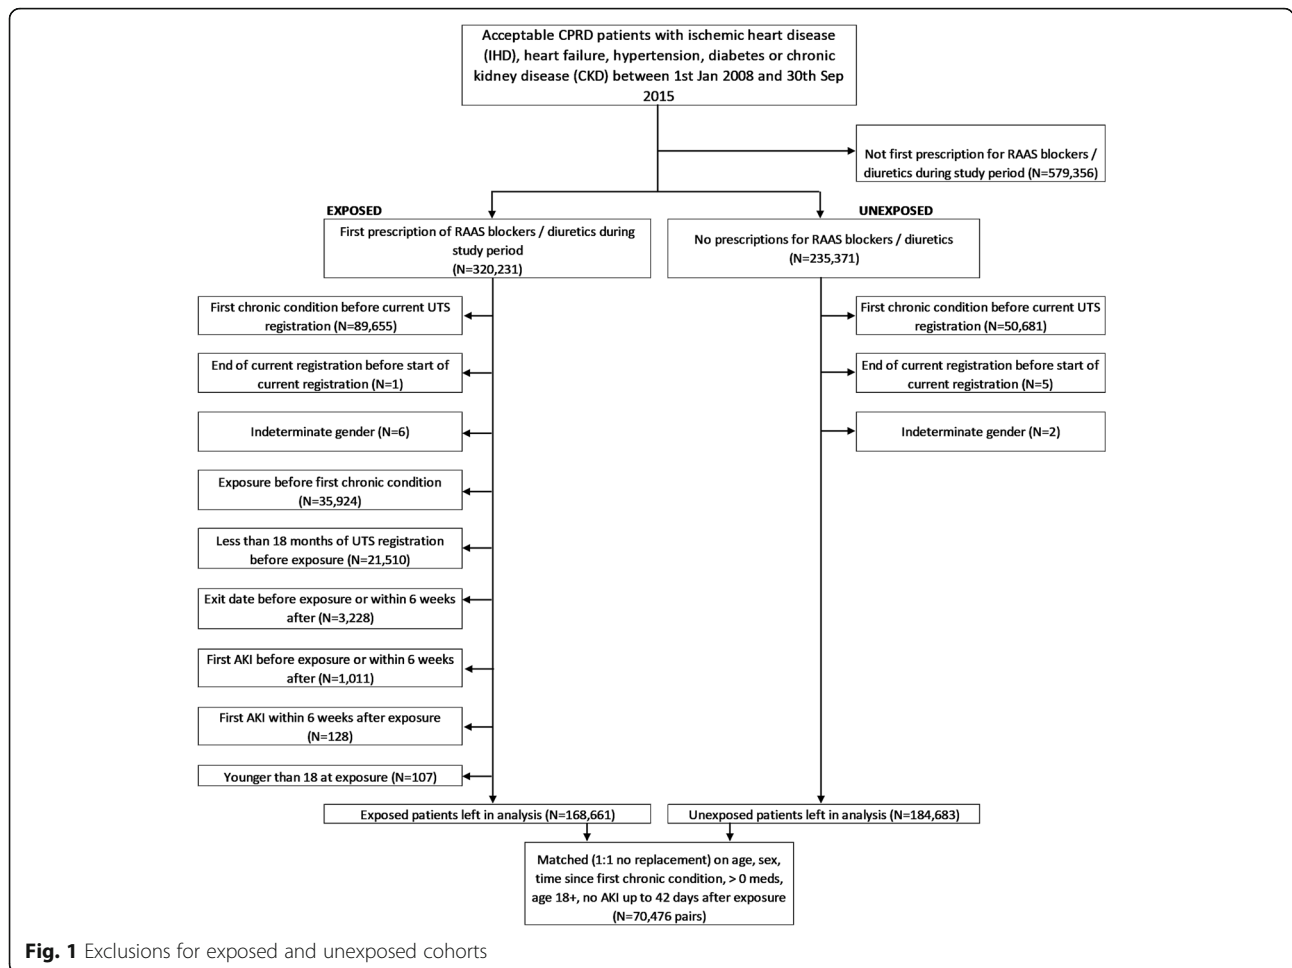 Acceptable CPRD patients with ischemic heart disease
(IHD), heart failure, hypertension, diabetes or chronic
kidney disease (CKD) between 1st Jan 2008 and 30th Sep
2015
Not first prescription for RAAS blockers /
diuretics during study period (N=579,356)
EXPOSED
UNEXPOSED
First prescription of RAAS blockers / diuretics during
study period
(N=320,231)
No prescriptions for RAAS blockers / diuretics
(N=235,371)
First chronic condition before current UTS
registration (N=89,655)
First chronic condition before current UTS
registration (N=50,681)
End of current registration before start of
current registration (N=1)
End of current registration before start of
current registration (N=5)
Indeterminate gender (N=6)
Indeterminate gender (N=2)
Exposure before first chronic condition
(N=35,924)
Less than 18 months of UTS registration
before exposure (N=21,510)
Exit date before exposure or within 6 weeks
after (N=3,228)
First AKI before exposure or within 6 weeks
after (N=1,011)
First AKI within 6 weeks after exposure
(N=128)
Younger than 18 at exposure (N=107)
Exposed patients left in analysis (N=168,661)
Unexposed patients left in analysis (N=184,683)
Matched (1:1 no replacement) on age, sex,
time since first chronic condition, > 0 meds,
age 18+, no AKI up to 42 days after exposure
(N=70,476 pairs)
Fig. 1 Exclusions for exposed and unexposed cohorts